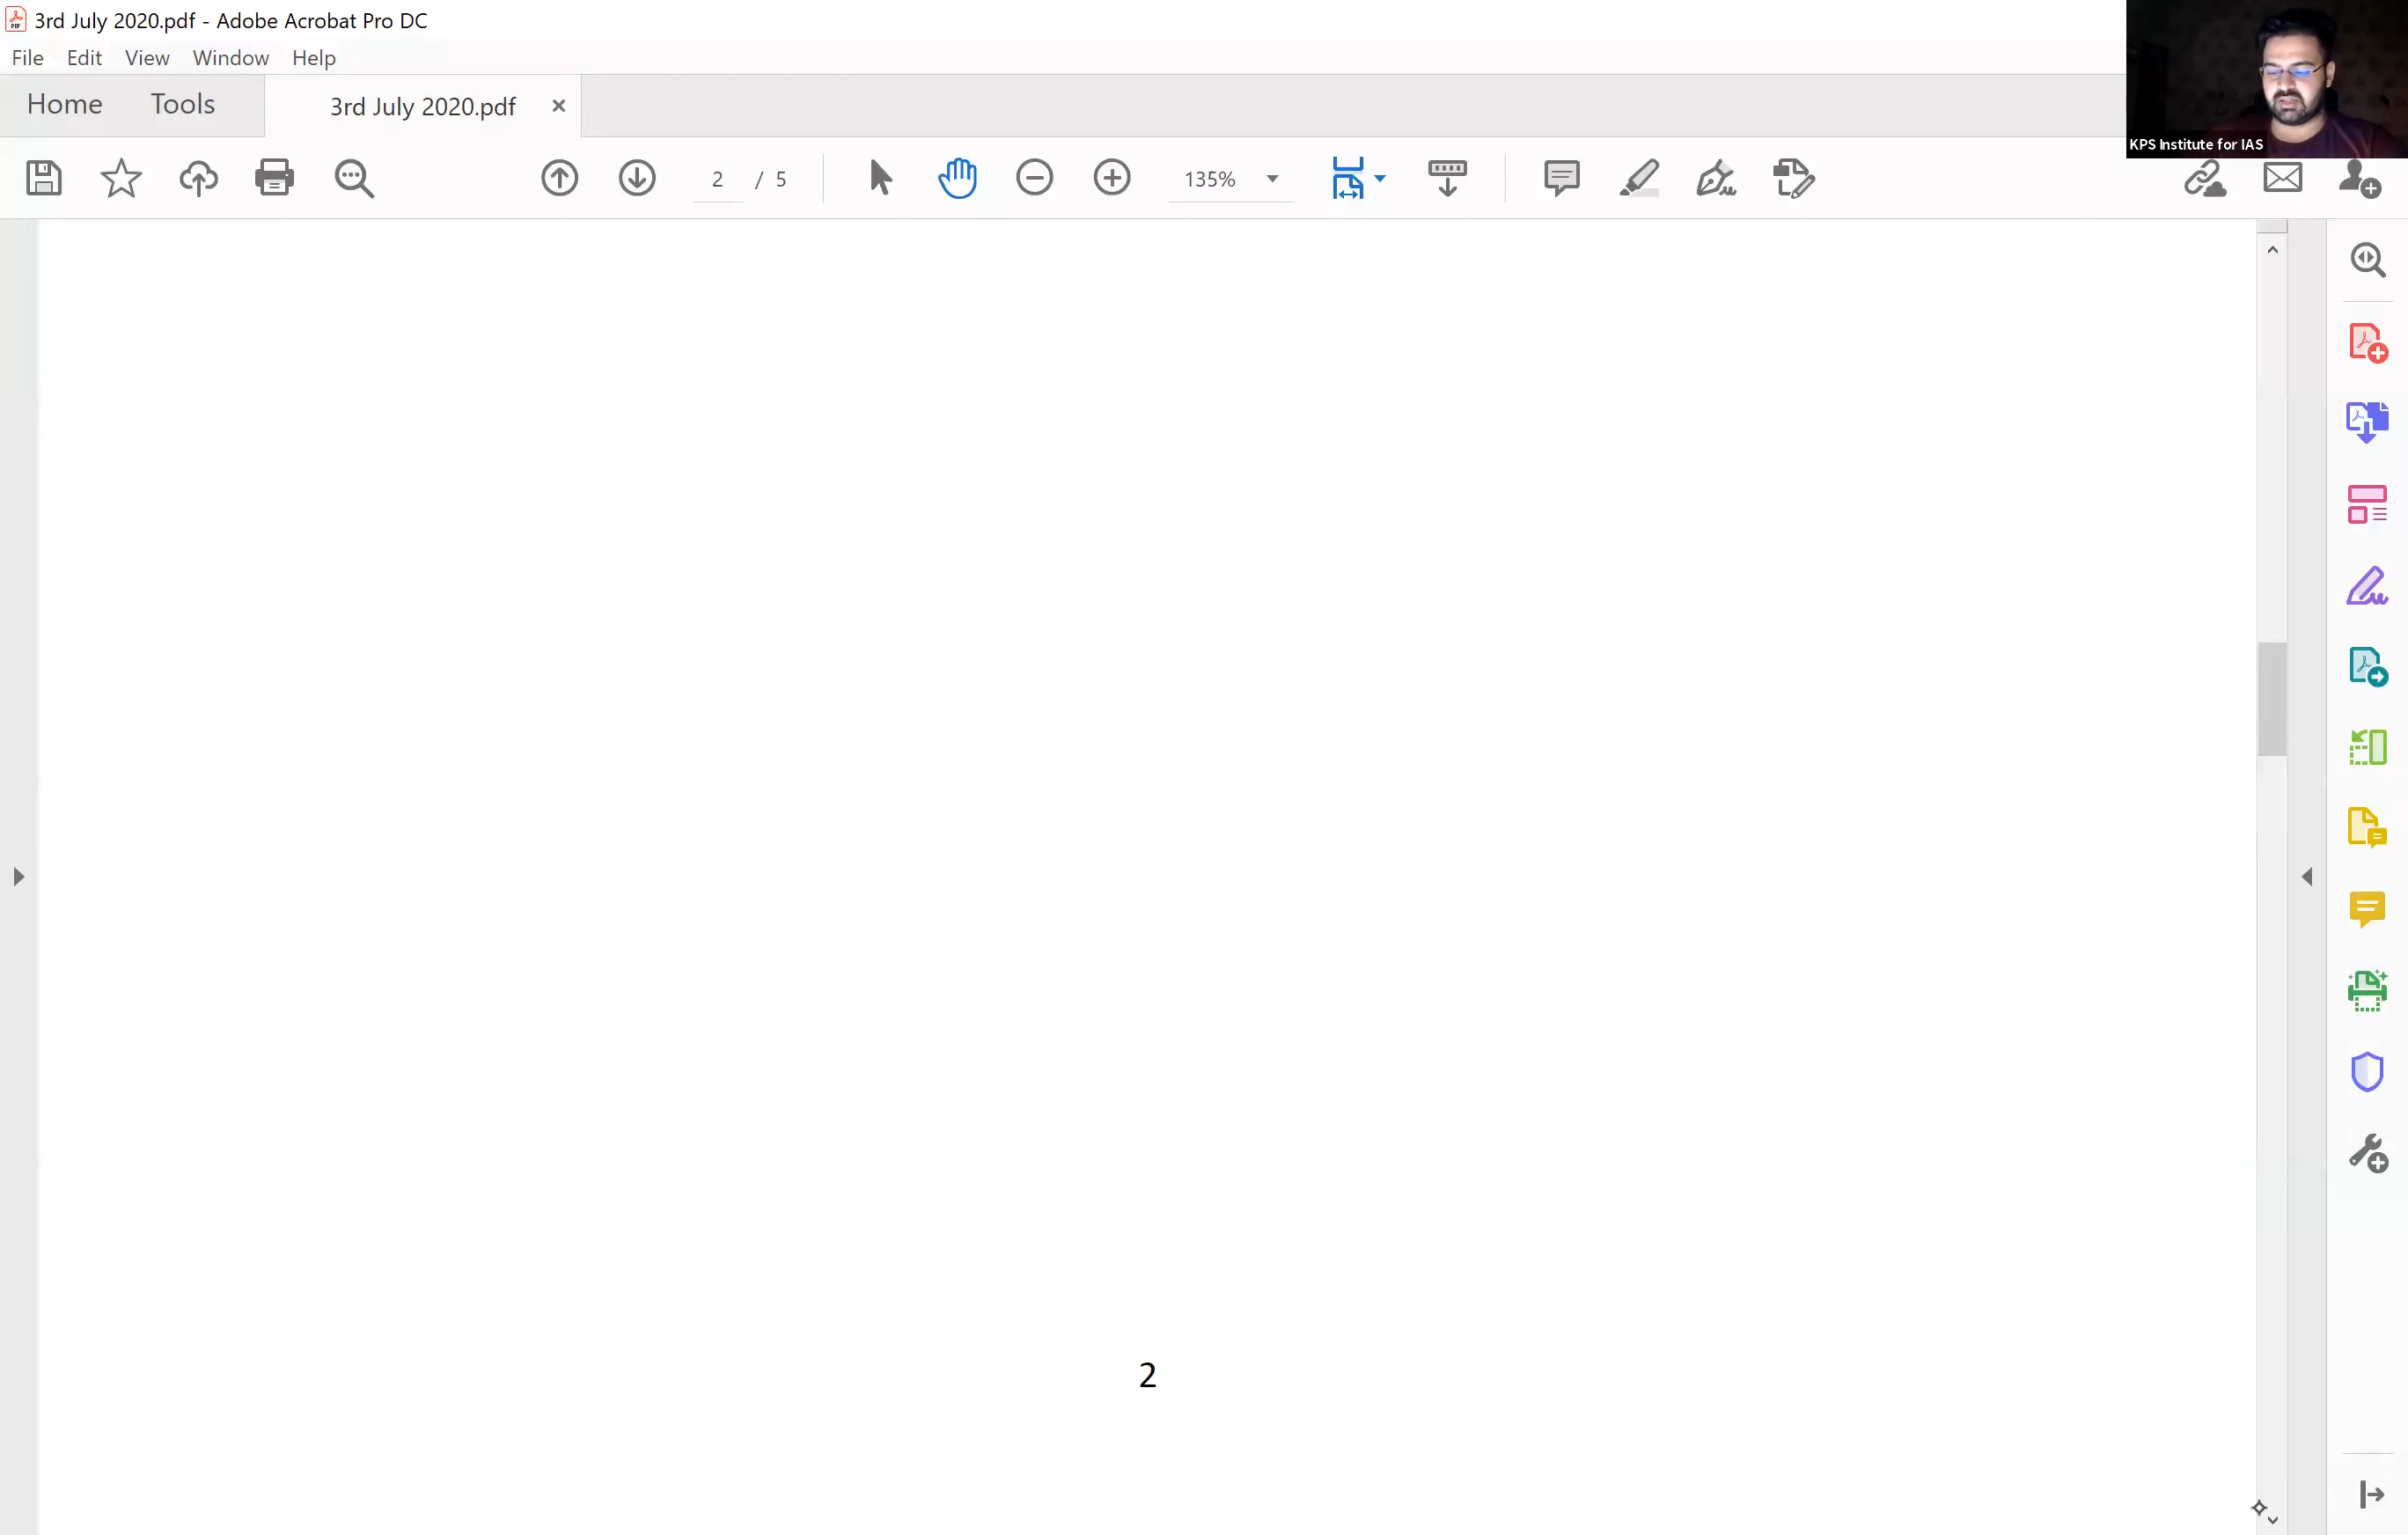 3rd July 2020.pdf - Adobe Acrobat Pro DC
File Edit View Window Help
Home Tools 3rd July 2020.pdf
2 / 5 135%
KPS Institute for IAS
2